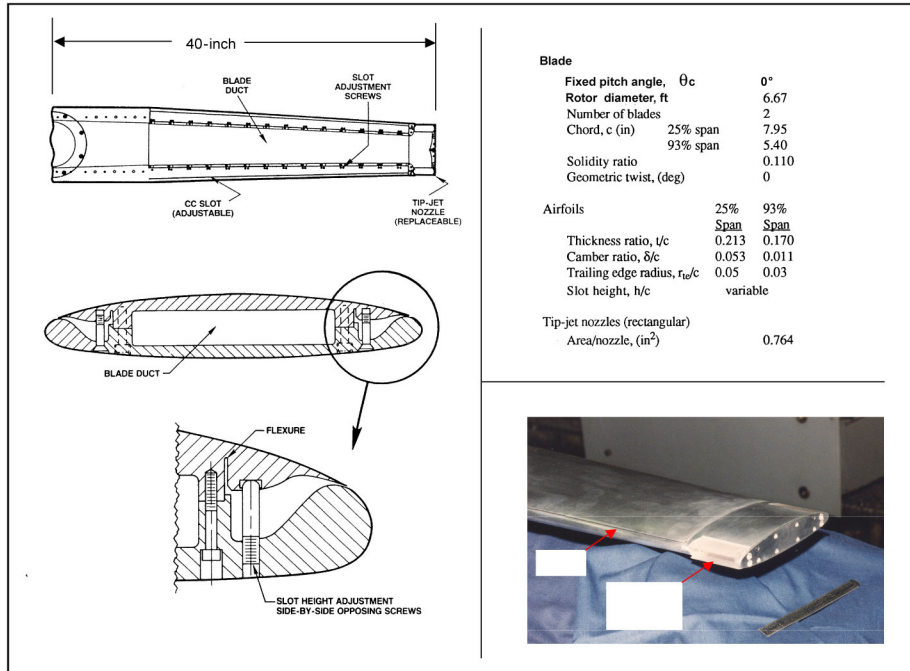 40-inch
BLADE
DUCT
SLOT
ADJUSTMENT
SCREWS
CC SLOT
(ADJUSTABLE)
TIP-JET
NOZZLE
(REPLACEABLE)
BLADE DUCT
FLEXURE
SLOT HEIGHT ADJUSTMENT
SIDE-BY-SIDE OPPOSING SCREWS
Blade
Fixed pitch angle, θc 0°
Rotor diameter, ft 6.67
Number of blades 2
Chord, c (in) 25% span 7.95
93% span 5.40
Solidity ratio 0.110
Geometric twist, (deg) 0
Airfoils 25% 93%
Span Span
Thickness ratio, t/c 0.213 0.170
Camber ratio, δ/c 0.053 0.011
Trailing edge radius, rte/c 0.05 0.03
Slot height, h/c variable
Tip-jet nozzles (rectangular)
Area/nozzle, (in²) 0.764